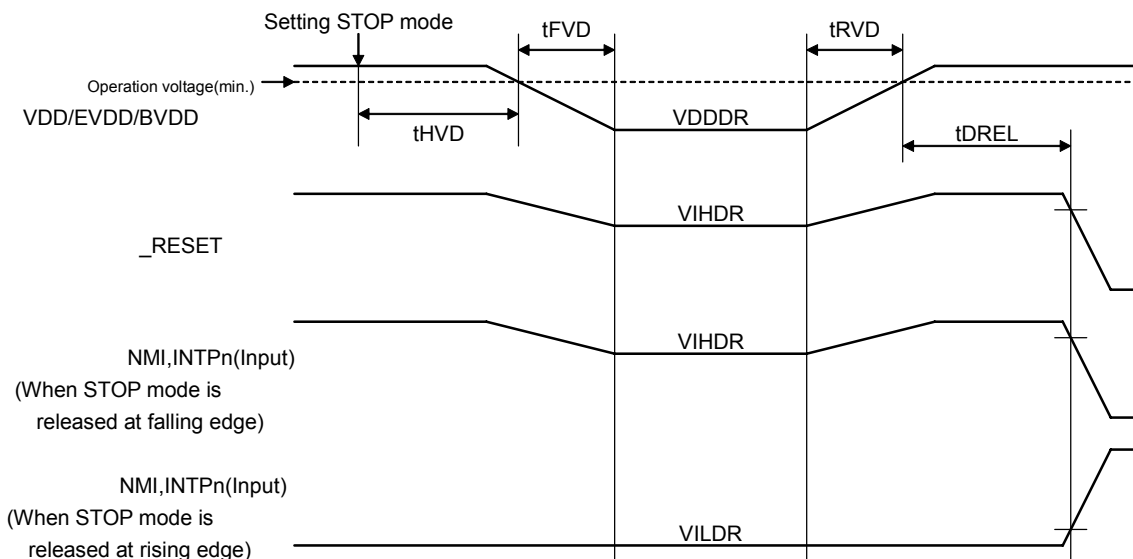 Setting STOP mode
tFVD
tRVD
Operation voltage(min.)
VDD/EVDD/BVDD
VDDDR
tHVD
tDREL
VIHDR
_RESET
VIHDR
NMI,INTPn(Input)
(When STOP mode is
released at falling edge)
NMI,INTPn(Input)
(When STOP mode is
released at rising edge)
VILDR